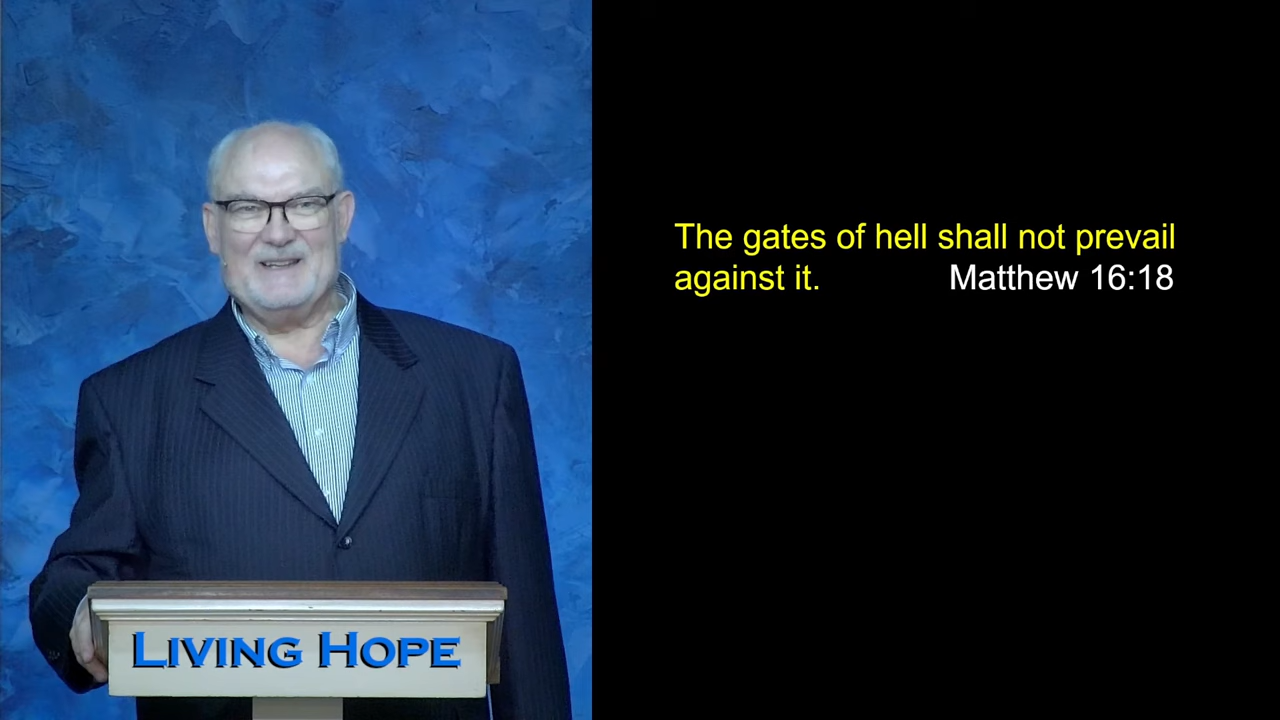 The gates of hell shall not prevail
against it. Matthew 16:18
LIVING HOPE